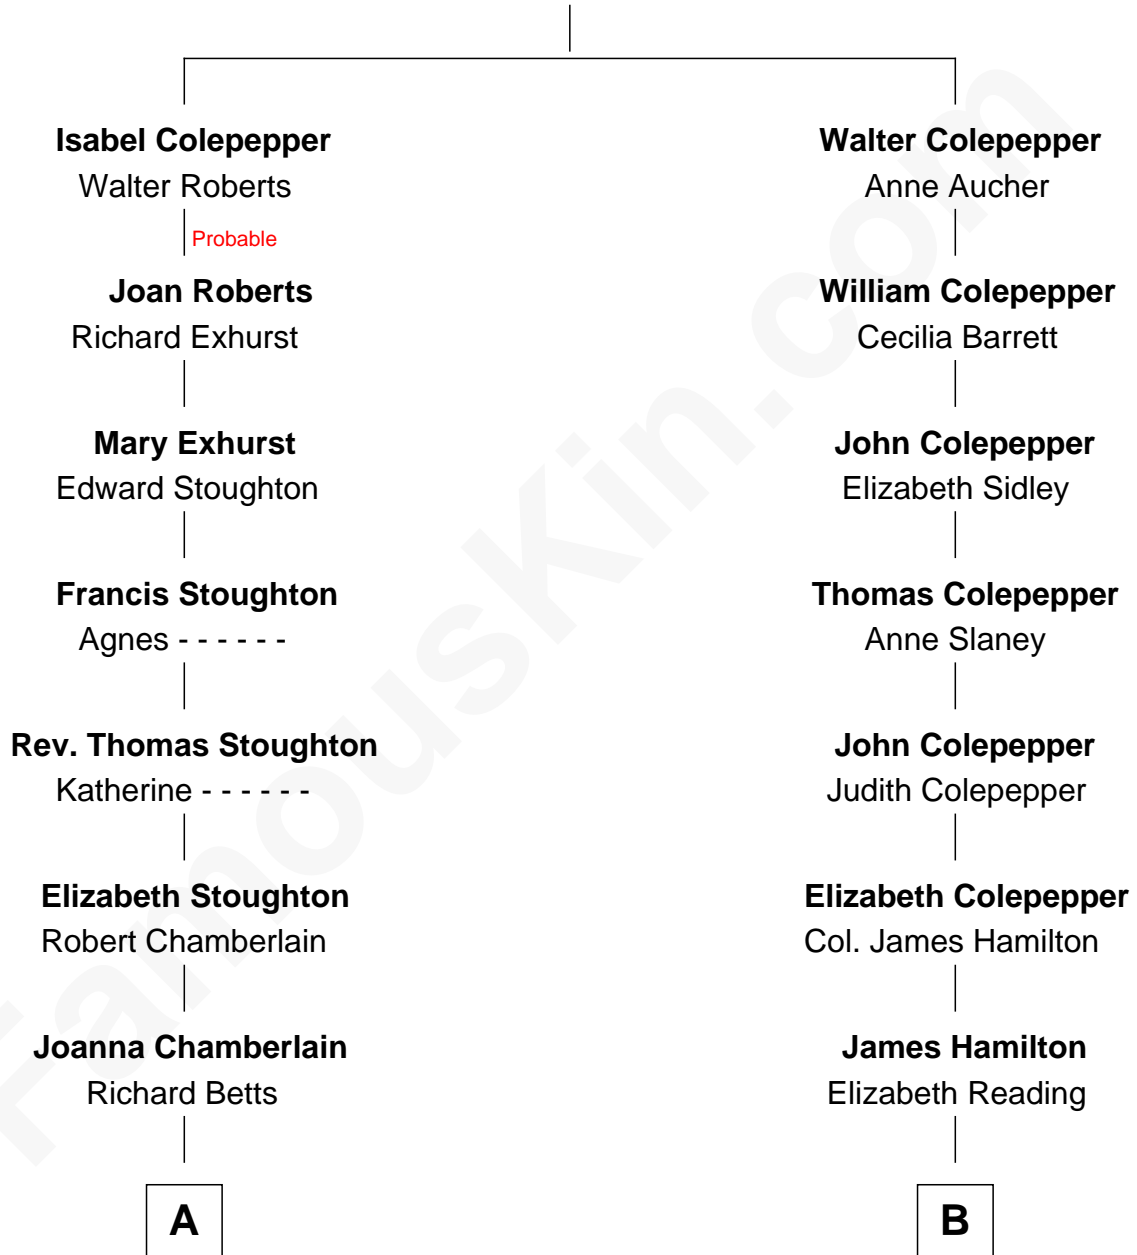 Isabel Colepepper
Walter Roberts
Probable
Joan Roberts
Richard Exhurst
Mary Exhurst
Edward Stoughton
Francis Stoughton
Agnes - - - - - -
Rev. Thomas Stoughton
Katherine - - - - - -
Elizabeth Stoughton
Robert Chamberlain
Joanna Chamberlain
Richard Betts
A
Walter Colepepper
Anne Aucher
William Colepepper
Cecilia Barrett
John Colepepper
Elizabeth Sidley
Thomas Colepepper
Anne Slaney
John Colepepper
Judith Colepepper
Elizabeth Colepepper
Col. James Hamilton
James Hamilton
Elizabeth Reading
B
FamousKin.com